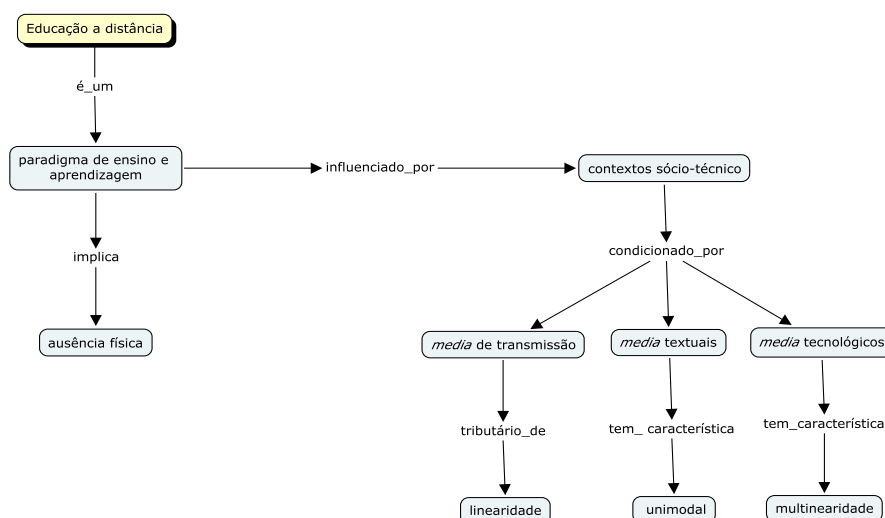 Educação a distância
é_um
paradigma de ensino e
aprendizagem
influenciado_por
contextos sócio-técnico
implica
condicionado_por
ausência física
media de transmissão
media textuais
media tecnológicos
tributário_de
tem_ característica
tem_característica
linearidade
unimodal
multinearidade